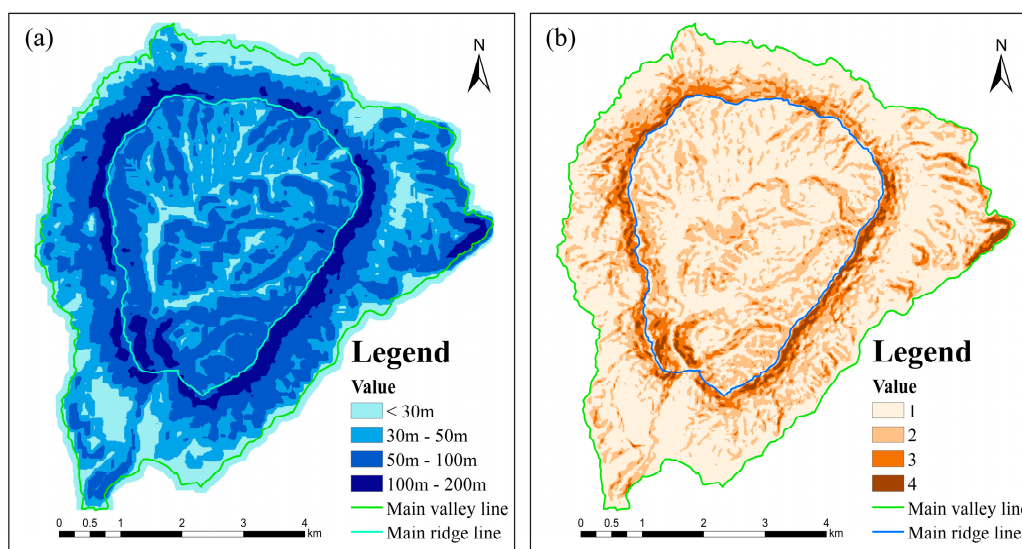 (a)
N
Legend
Value
< 30m
30m - 50m
50m - 100m
100m - 200m
Main valley line
Main ridge line
0 0.5 1 2 3 4
km
(b)
N
Legend
Value
1
2
3
4
Main valley line
Main ridge line
0 0.5 1 2 3 4
km